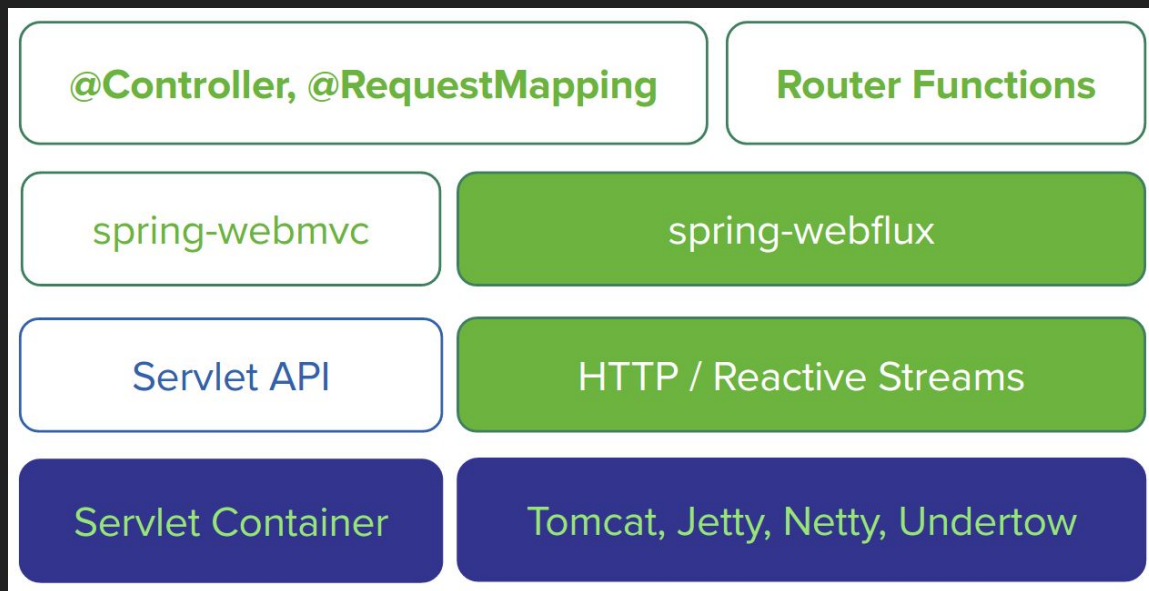 @Controller, @RequestMapping
Router Functions
spring-webmvc
spring-webflux
Servlet API
HTTP / Reactive Streams
Servlet Container
Tomcat, Jetty, Netty, Undertow